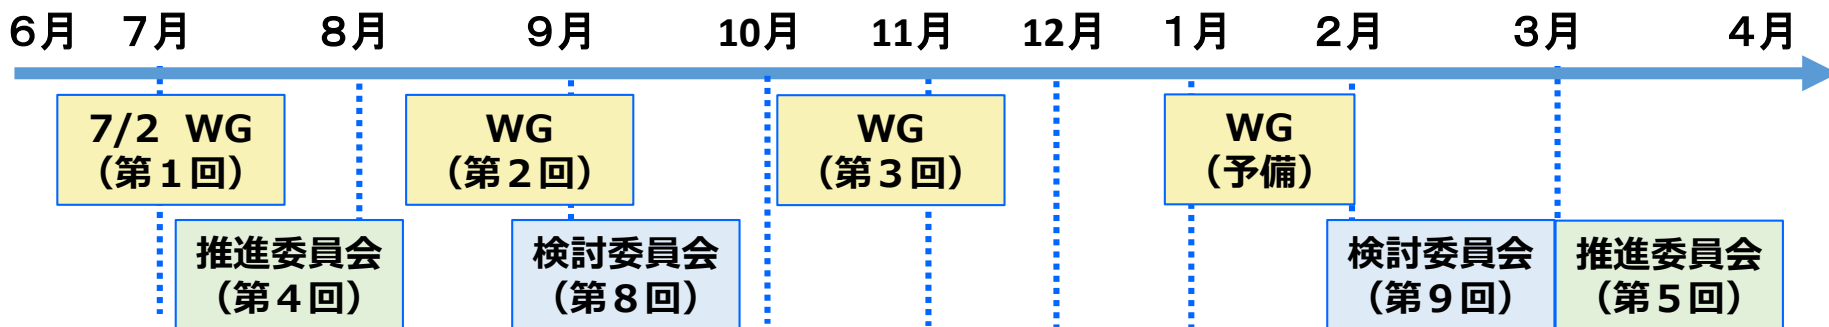 ６月 ７月 ８月 ９月 10月 11月 12月 １月 ２月 ３月 ４月
7/2 WG
（第１回）
WG
（第２回）
WG
（第３回）
WG
（予備）
推進委員会
（第４回）
検討委員会
（第８回）
検討委員会
（第９回）
推進委員会
（第５回）